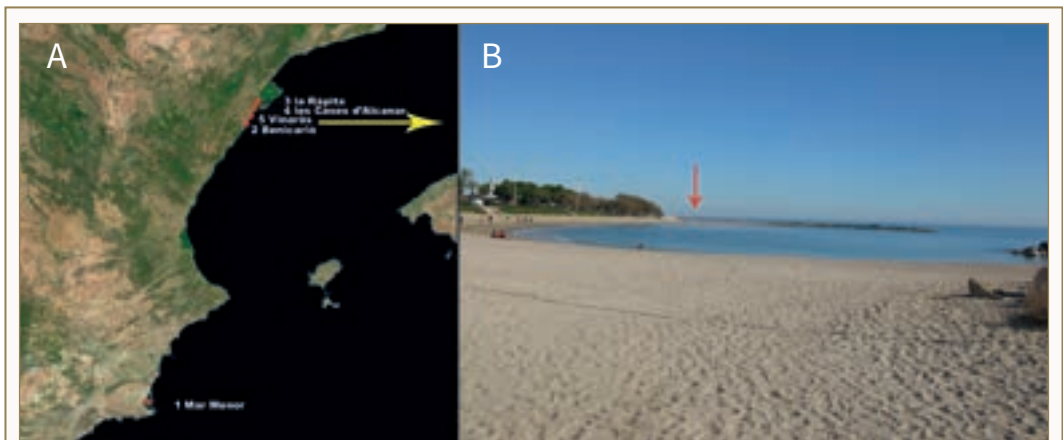 A
B
3 la Ràpita
4 les Cases d'Alcanar
5 Vinaròs
2 Benicarló
1 Mar Menor